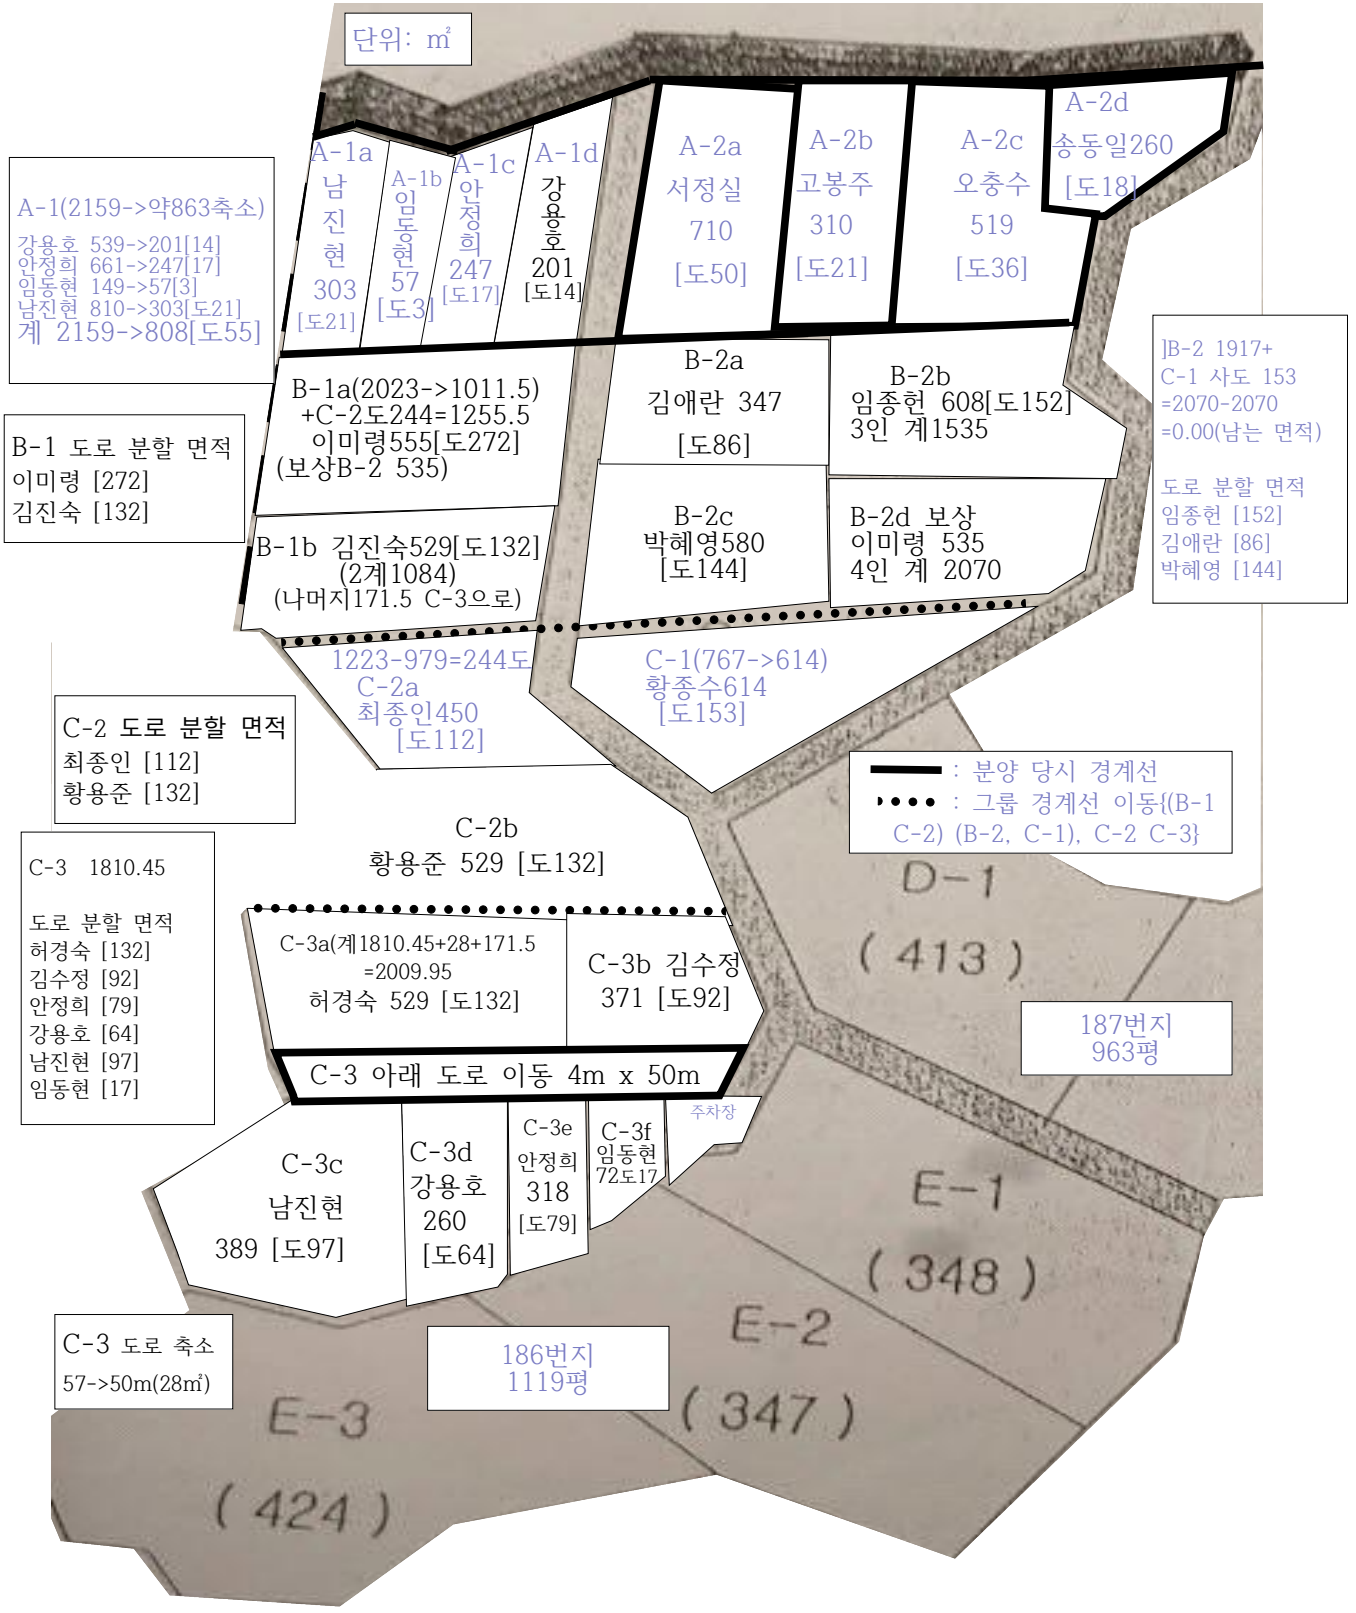 단위: ㎡
A-1(2159->약863축소)
강용호 539->201[14]
안정희 661->247[17]
임동현 149->57[3]
남진현 810->303[도21]
계 2159->808[도55]
A-1a
남
진
현
303
[도21]
A-1b
임
동
현
57
[도3]
A-1c
안
정
희
247
[도17]
A-1d
강
용
호
201
[도14]
A-2a
서정실
710
[도50]
A-2b
고봉주
310
[도21]
A-2c
오충수
519
[도36]
A-2d
송동일260
[도18]
B-1 도로 분할 면적
이미령 [272]
김진숙 [132]
B-1a(2023->1011.5)
+C-2도244=1255.5
이미령555[도272]
(보상B-2 535)
B-1b 김진숙529[도132]
(2계1084)
(나머지171.5 C-3으로)
B-2a
김애란 347
[도86]
B-2b
임종헌 608[도152]
3인 계1535
B-2c
박혜영580
[도144]
B-2d 보상
이미령 535
4인 계 2070
]B-2 1917+
C-1 사도 153
=2070-2070
=0.00(남는 면적)
도로 분할 면적
임종헌 [152]
김애란 [86]
박혜영 [144]
1223-979=244도
C-2a
최종인450
[도112]
C-1(767->614)
황종수614
[도153]
C-2 도로 분할 면적
최종인 [112]
황용준 [132]
: 분양 당시 경계선
: 그룹 경계선 이동{(B-1
C-2) (B-2, C-1), C-2 C-3}
C-2b
황용준 529 [도132]
C-3 1810.45
도로 분할 면적
허경숙 [132]
김수정 [92]
안정희 [79]
강용호 [64]
남진현 [97]
임동현 [17]
C-3a(계1810.45+28+171.5
=2009.95
허경숙 529 [도132]
C-3b 김수정
371 [도92]
D-1
(413)
187번지
963평
C-3 아래 도로 이동 4m x 50m
C-3c
남진현
389 [도97]
C-3d
강용호
260
[도64]
C-3e
안정희
318
[도79]
C-3f
임동현
72도17
주차장
E-1
(348)
E-2
(347)
C-3 도로 축소
57->50m(28㎡)
186번지
1119평
E-3
(424)